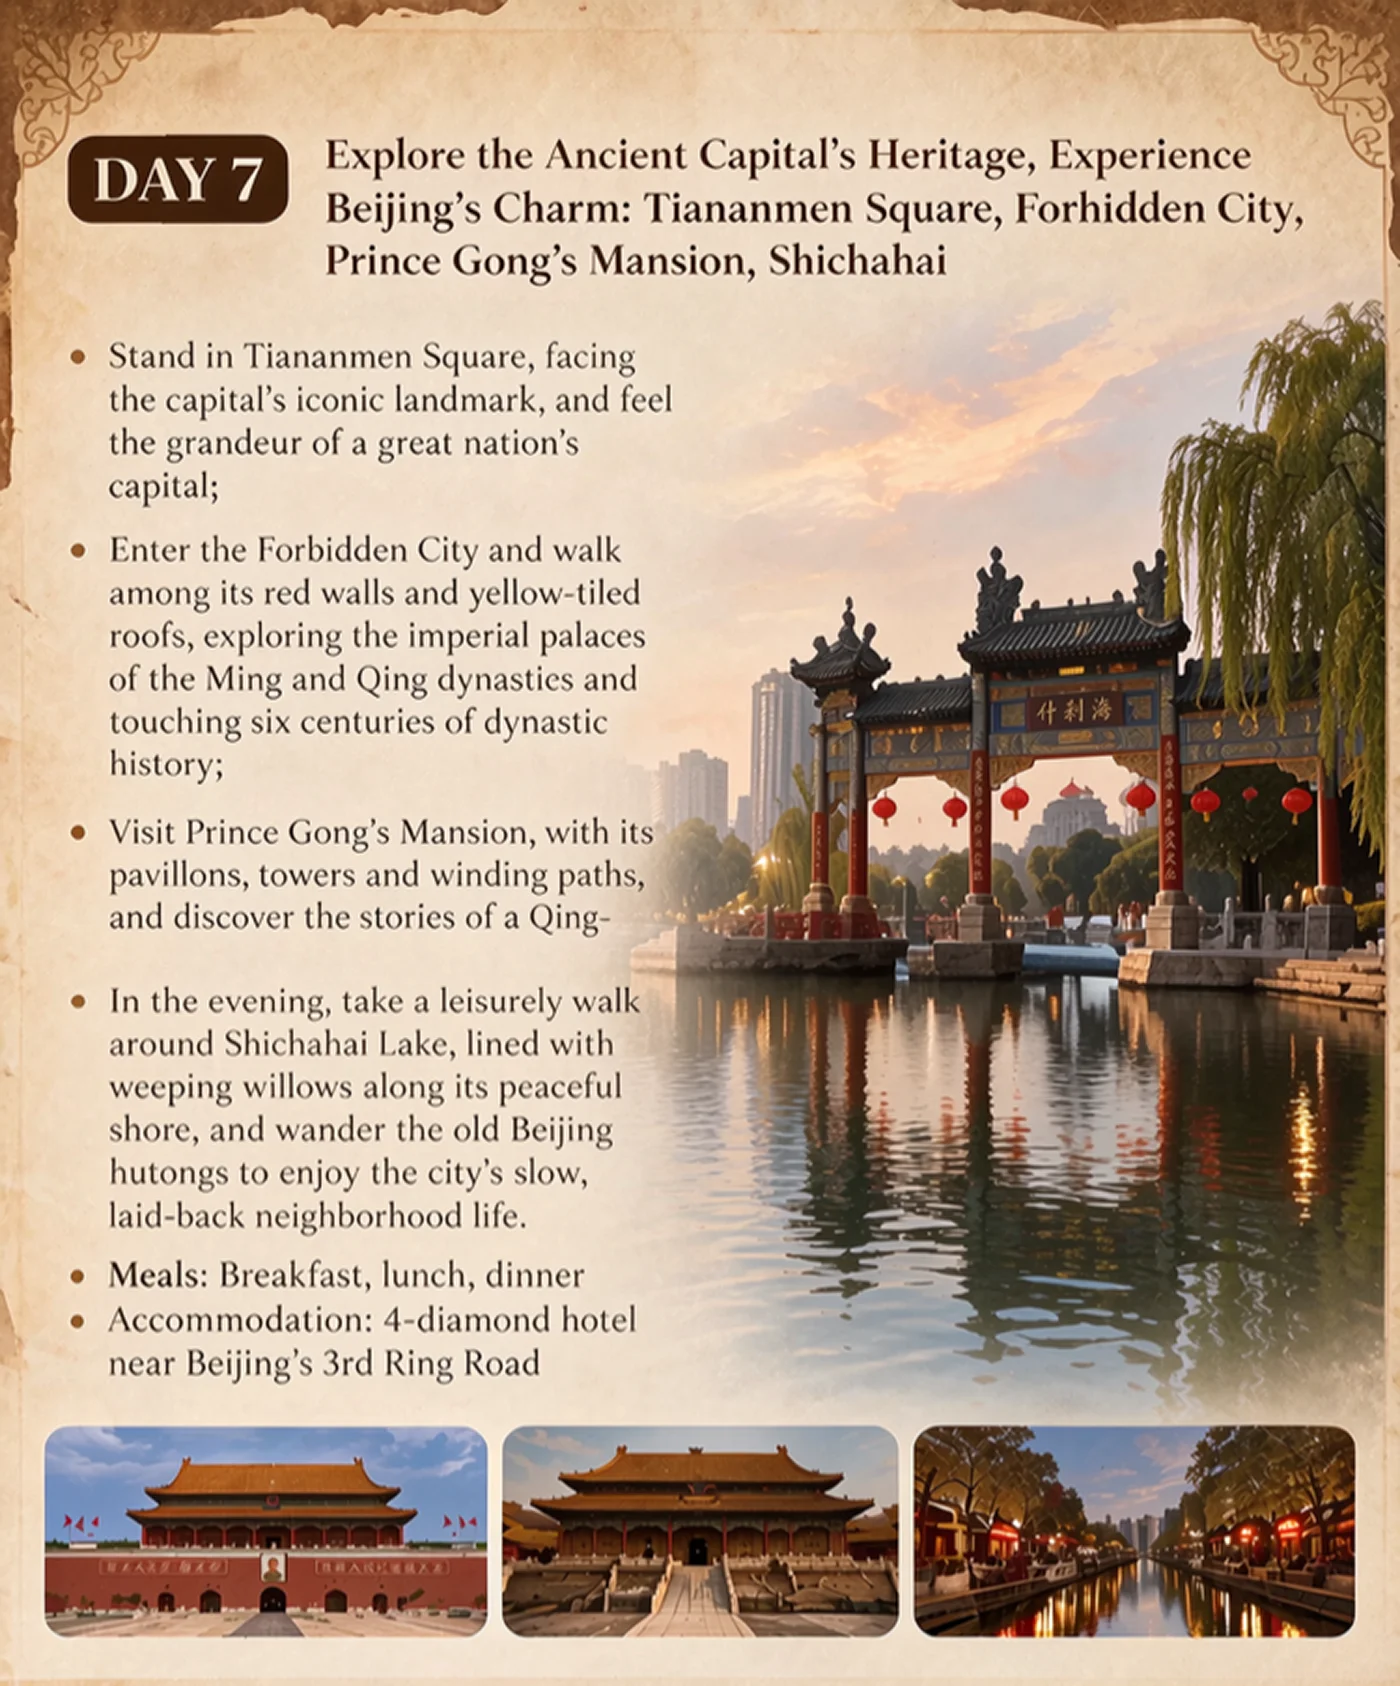 DAY 7
Explore the Ancient Capital's Heritage, Experience
Beijing's Charm: Tiananmen Square, Forhidden City,
Prince Gong's Mansion, Shichahai
• Stand in Tiananmen Square, facing
the capital's iconic landmark, and feel
the grandeur of a great nation's
capital;
• Enter the Forbidden City and walk
among its red walls and yellow-tiled
roofs, exploring the imperial palaces
of the Ming and Qing dynasties and
touching six centuries of dynastic
history;
• Visit Prince Gong's Mansion, with its
pavillons, towers and winding paths,
and discover the stories of a Qing-
• In the evening, take a leisurely walk
around Shichahai Lake, lined with
weeping willows along its peaceful
shore, and wander the old Beijing
hutongs to enjoy the city's slow,
laid-back neighborhood life.
• Meals: Breakfast, lunch, dinner
• Accommodation: 4-diamond hotel
near Beijing's 3rd Ring Road
什刹海